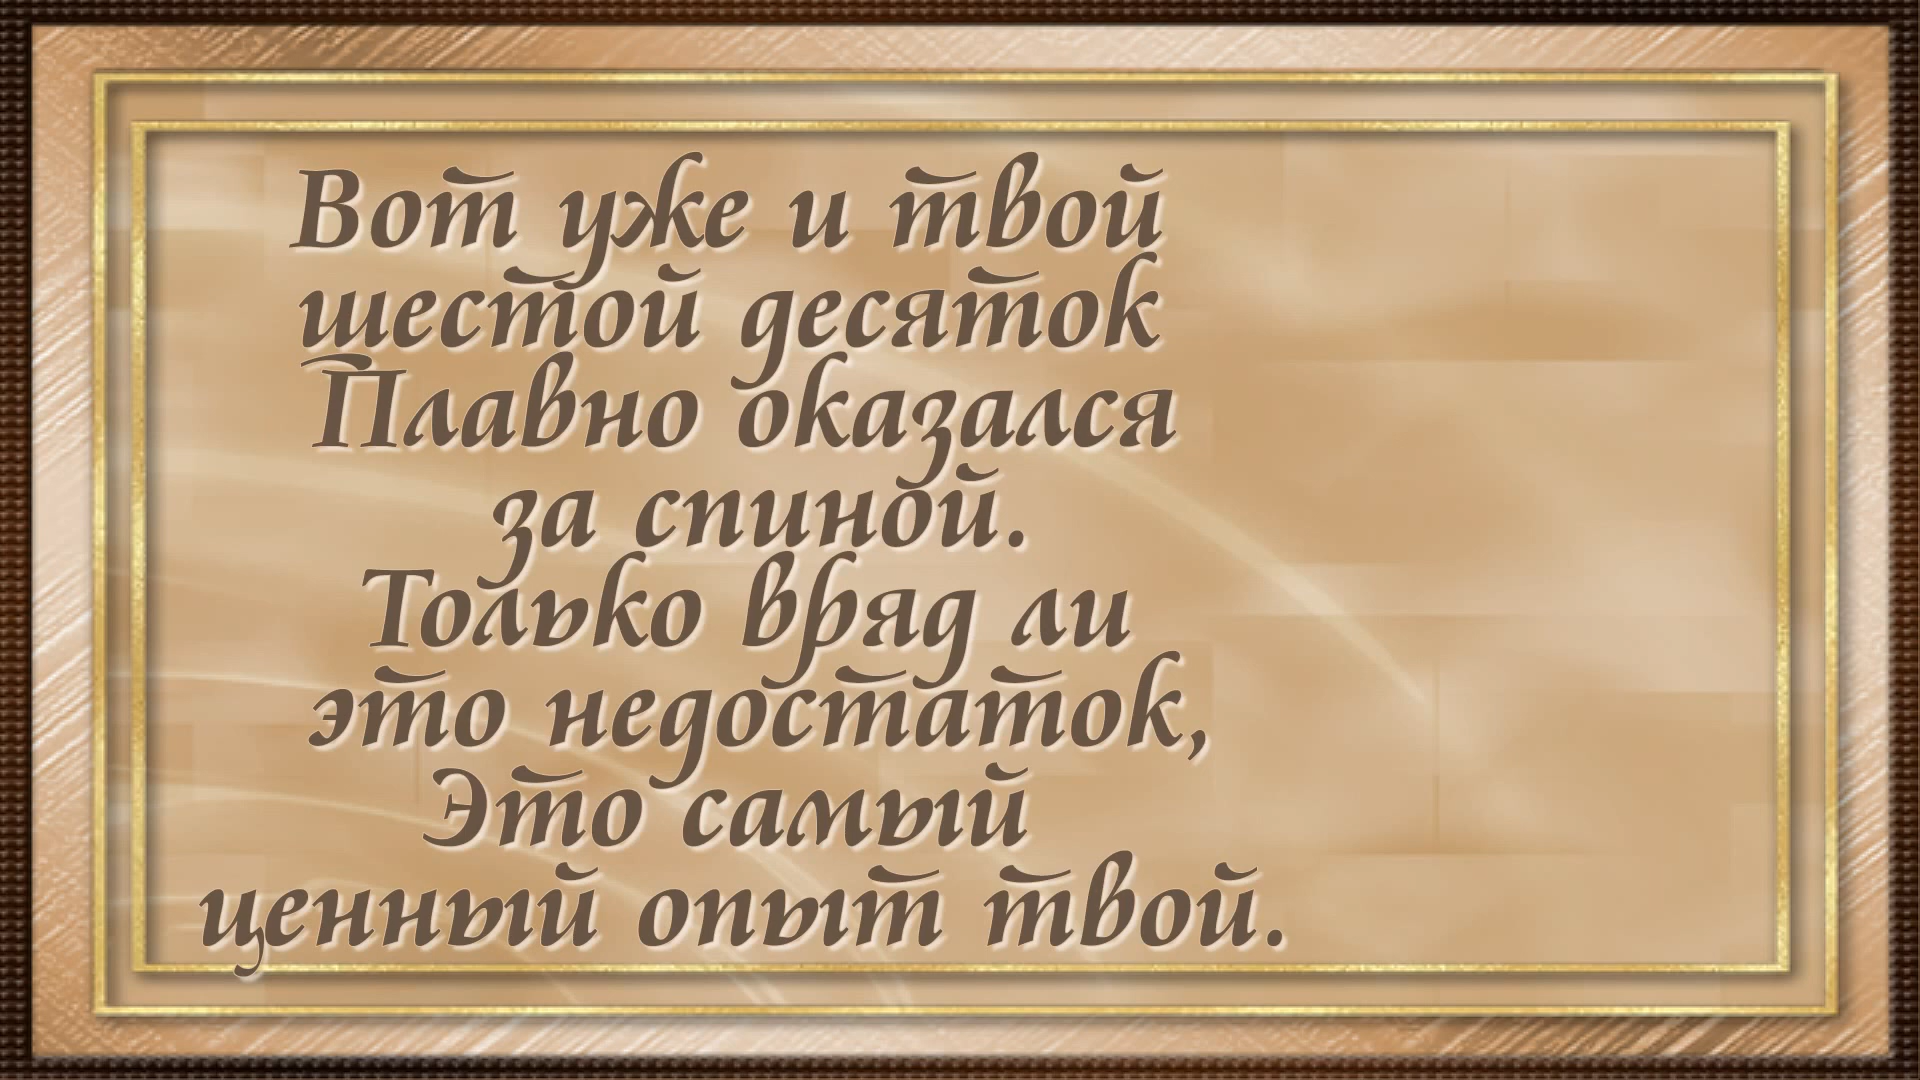 Вот уже и твой
шестой десяток
Плавно оказался
за спиной.
Только вряд ли
это недостаток,
Это самый
ценный опыт твой.